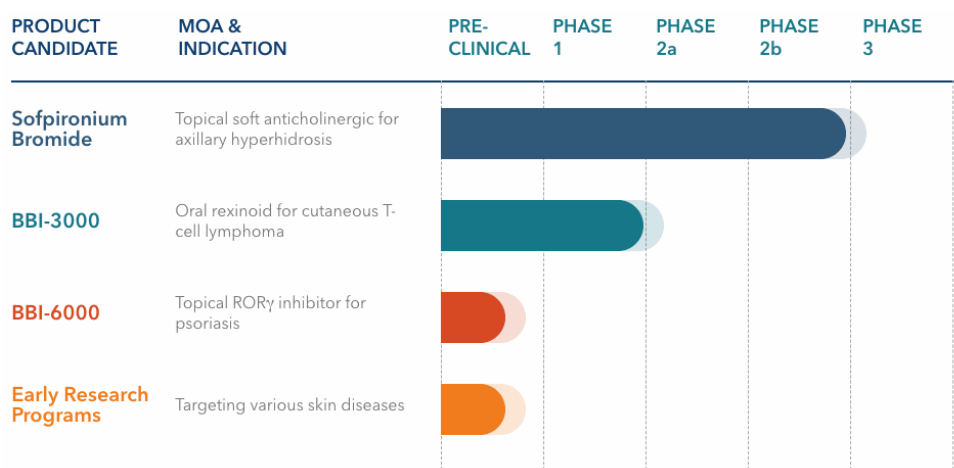 PRODUCT CANDIDATE
MOA & INDICATION
PRE-CLINICAL
PHASE 1
PHASE 2a
PHASE 2b
PHASE 3
Sofpironium
Bromide
Topical soft anticholinergic for
axillary hyperhidrosis
BBI-3000
Oral rexinoid for cutaneous T-
cell lymphoma
BBI-6000
Topical RORγ inhibitor for
psoriasis
Early Research
Programs
Targeting various skin diseases